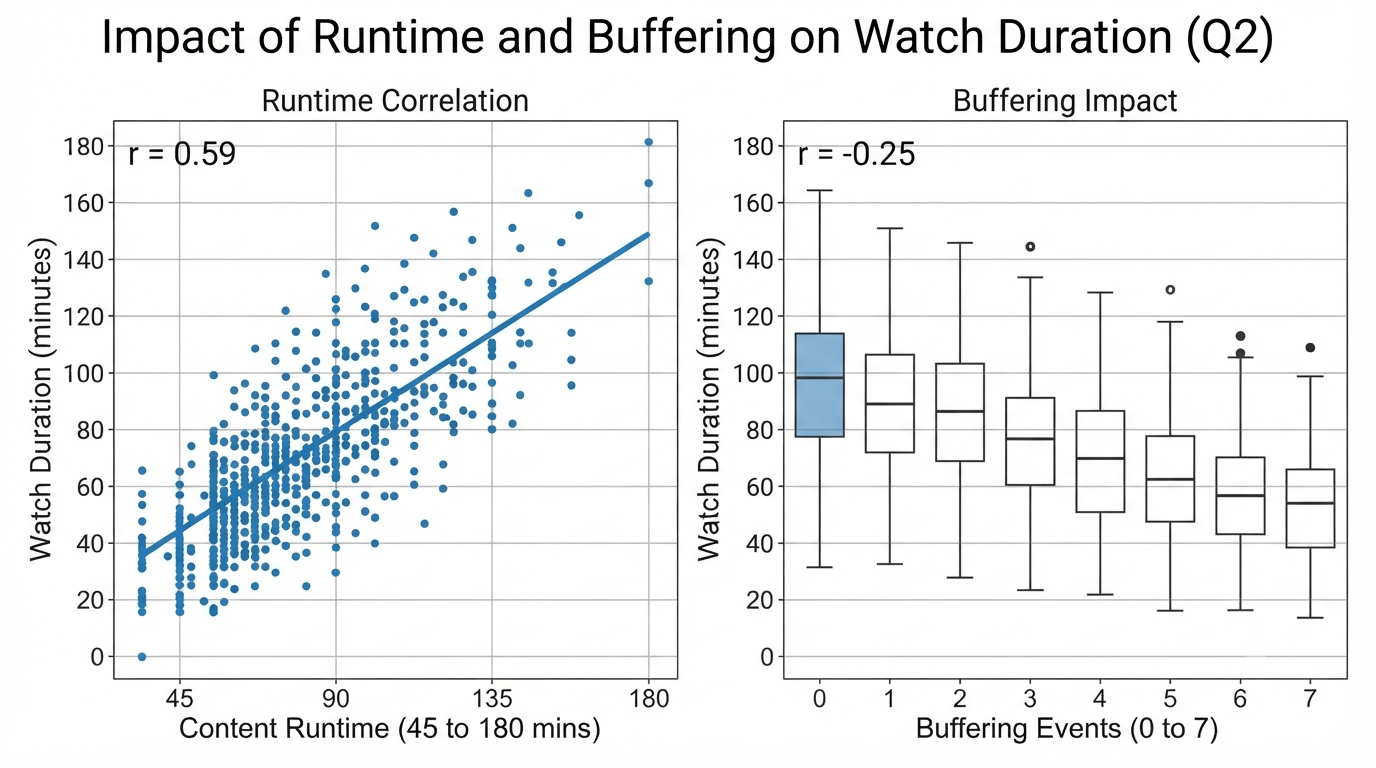 Impact of Runtime and Buffering on Watch Duration (Q2)
Runtime Correlation
r = 0.59
Watch Duration (minutes)
180
160
140
120
100
80
60
40
20
0
45 90 135 180
Content Runtime (45 to 180 mins)
Buffering Impact
r = -0.25
Watch Duration (minutes)
180
160
140
120
100
80
60
40
20
0
0 1 2 3 4 5 6 7
Buffering Events (0 to 7)